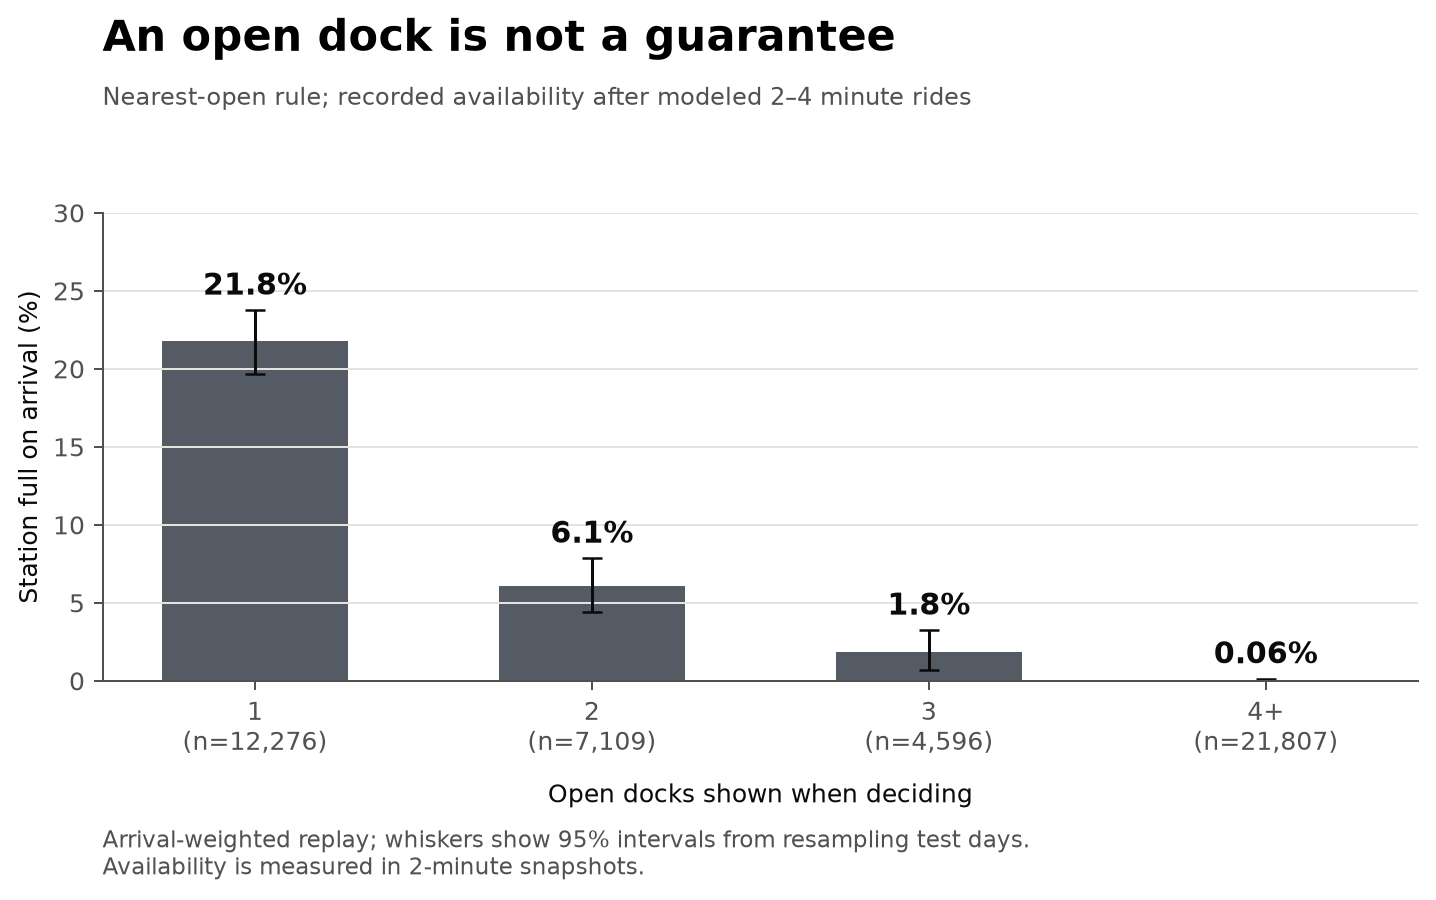 An open dock is not a guarantee
Nearest-open rule; recorded availability after modeled 2–4 minute rides
Station full on arrival (%)
30
25
20
15
10
5
0
21.8%
6.1%
1.8%
0.06%
1
(n=12,276)
2
(n=7,109)
3
(n=4,596)
4+
(n=21,807)
Open docks shown when deciding
Arrival-weighted replay; whiskers show 95% intervals from resampling test days.
Availability is measured in 2-minute snapshots.